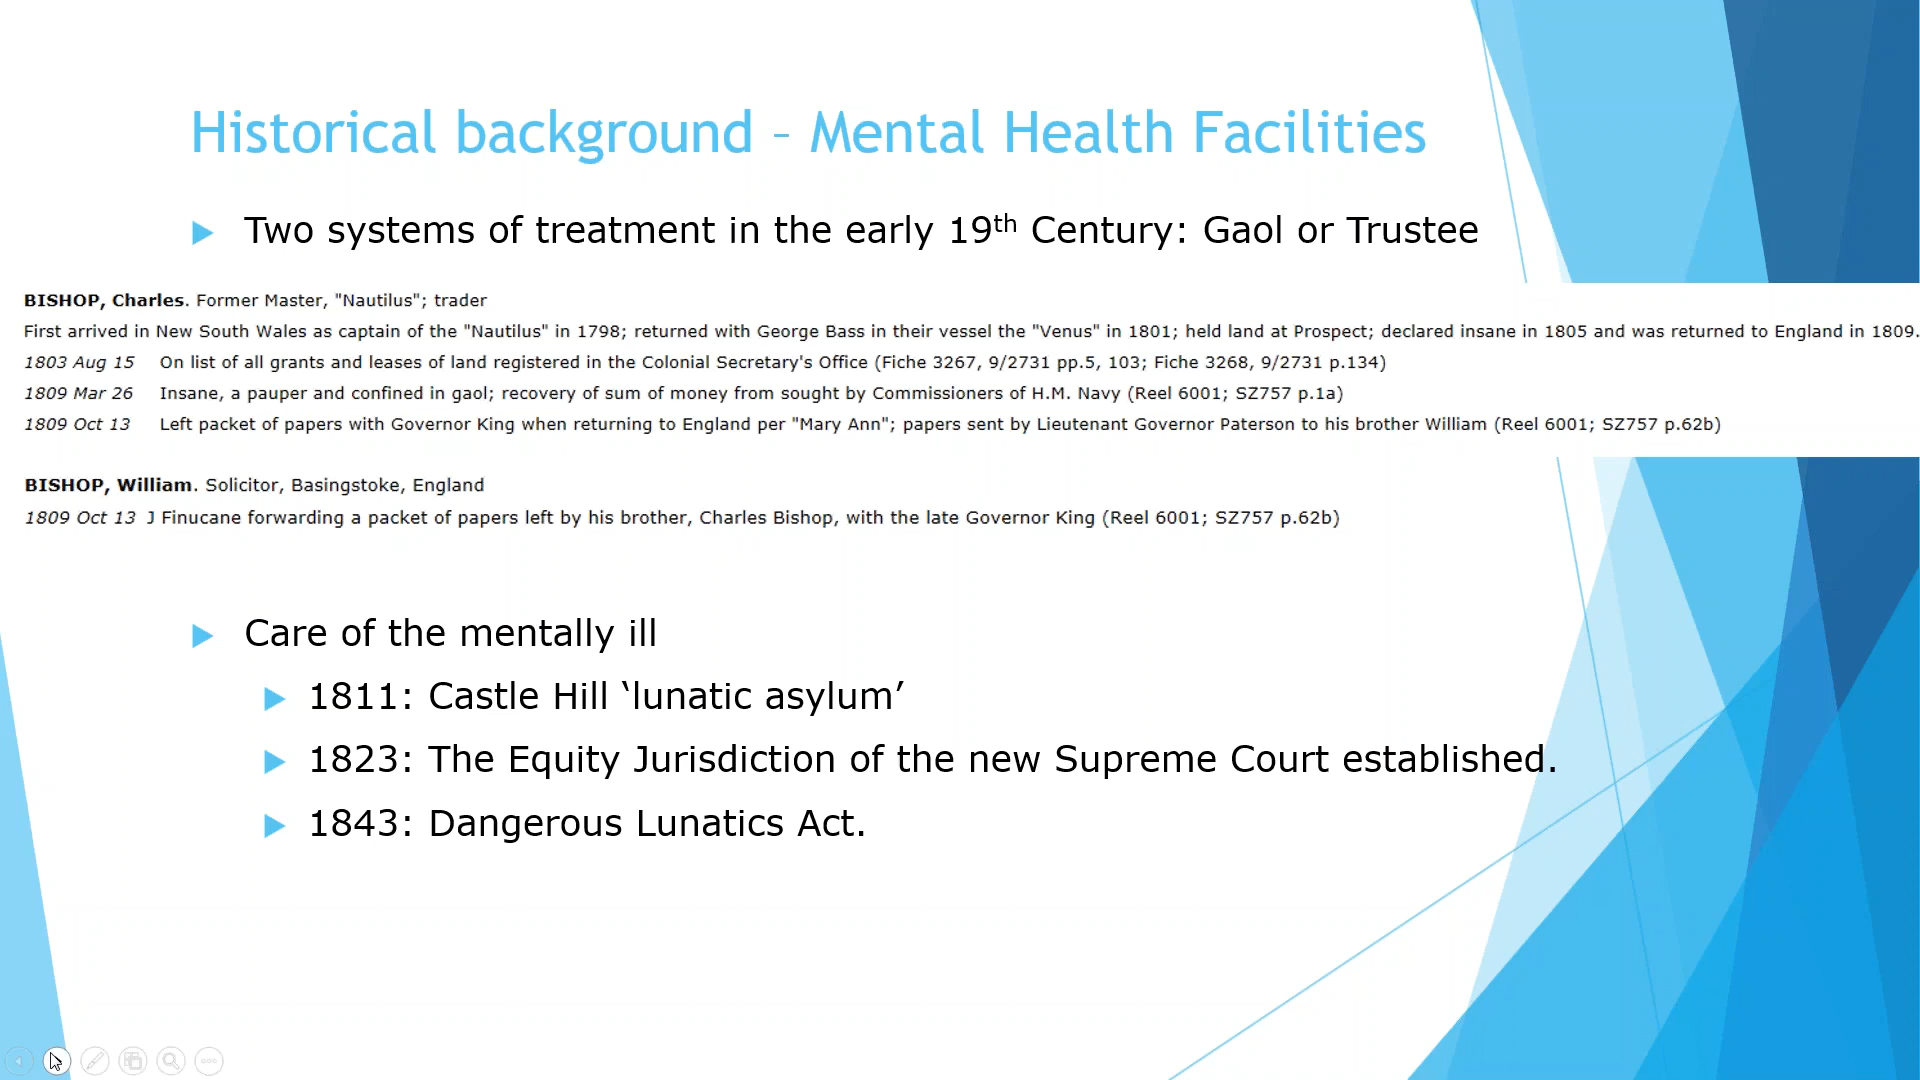 Historical background – Mental Health Facilities
Two systems of treatment in the early 19th Century: Gaol or Trustee
BISHOP, Charles. Former Master, "Nautilus"; trader
First arrived in New South Wales as captain of the "Nautilus" in 1798; returned with George Bass in their vessel the "Venus" in 1801; held land at Prospect; declared insane in 1805 and was returned to England in 1809.
1803 Aug 15 On list of all grants and leases of land registered in the Colonial Secretary's Office (Fiche 3267, 9/2731 pp.5, 103; Fiche 3268, 9/2731 p.134)
1809 Mar 26 Insane, a pauper and confined in gaol; recovery of sum of money from sought by Commissioners of H.M. Navy (Reel 6001; SZ757 p.1a)
1809 Oct 13 Left packet of papers with Governor King when returning to England per "Mary Ann"; papers sent by Lieutenant Governor Paterson to his brother William (Reel 6001; SZ757 p.62b)
BISHOP, William. Solicitor, Basingstoke, England
1809 Oct 13 J Finucane forwarding a packet of papers left by his brother, Charles Bishop, with the late Governor King (Reel 6001; SZ757 p.62b)
Care of the mentally ill
1811: Castle Hill ‘lunatic asylum’
1823: The Equity Jurisdiction of the new Supreme Court established.
1843: Dangerous Lunatics Act.